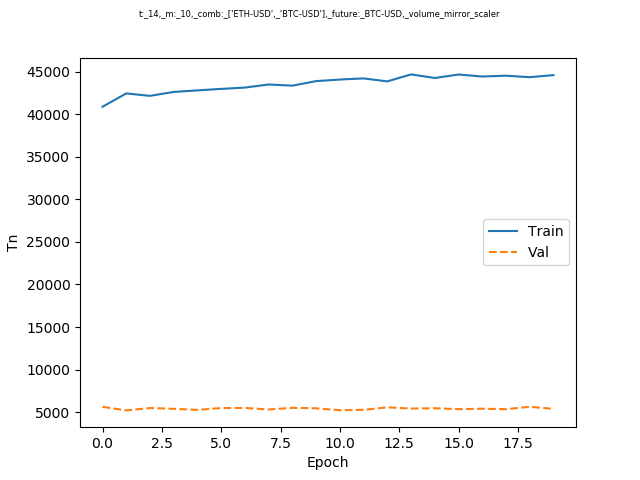 t:_14,_m:_10,_comb:_['ETH-USD',_'BTC-USD'],_future:_BTC-USD,_volume_mirror_scaler
45000
40000
35000
30000
25000
20000
15000
10000
5000
Tn
Train
Val
0.0 2.5 5.0 7.5 10.0 12.5 15.0 17.5
Epoch